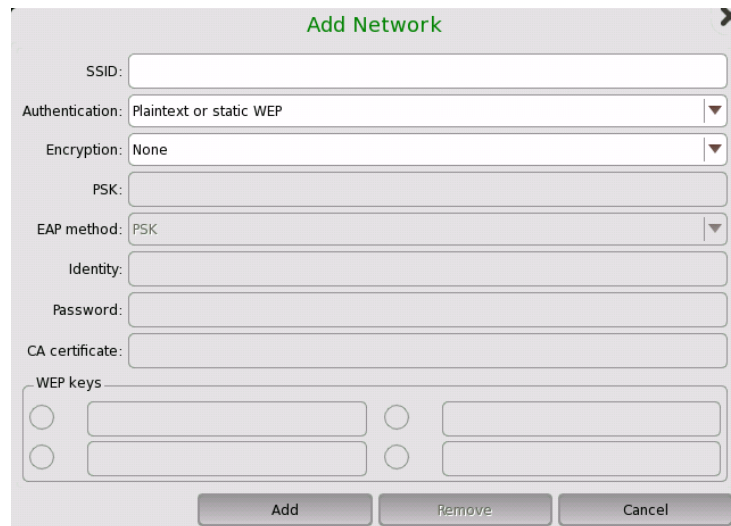 Add Network
SSID:
Authentication: Plaintext or static WEP
Encryption: None
PSK:
EAP method: PSK
Identity:
Password:
CA certificate:
WEP keys
Add Remove Cancel